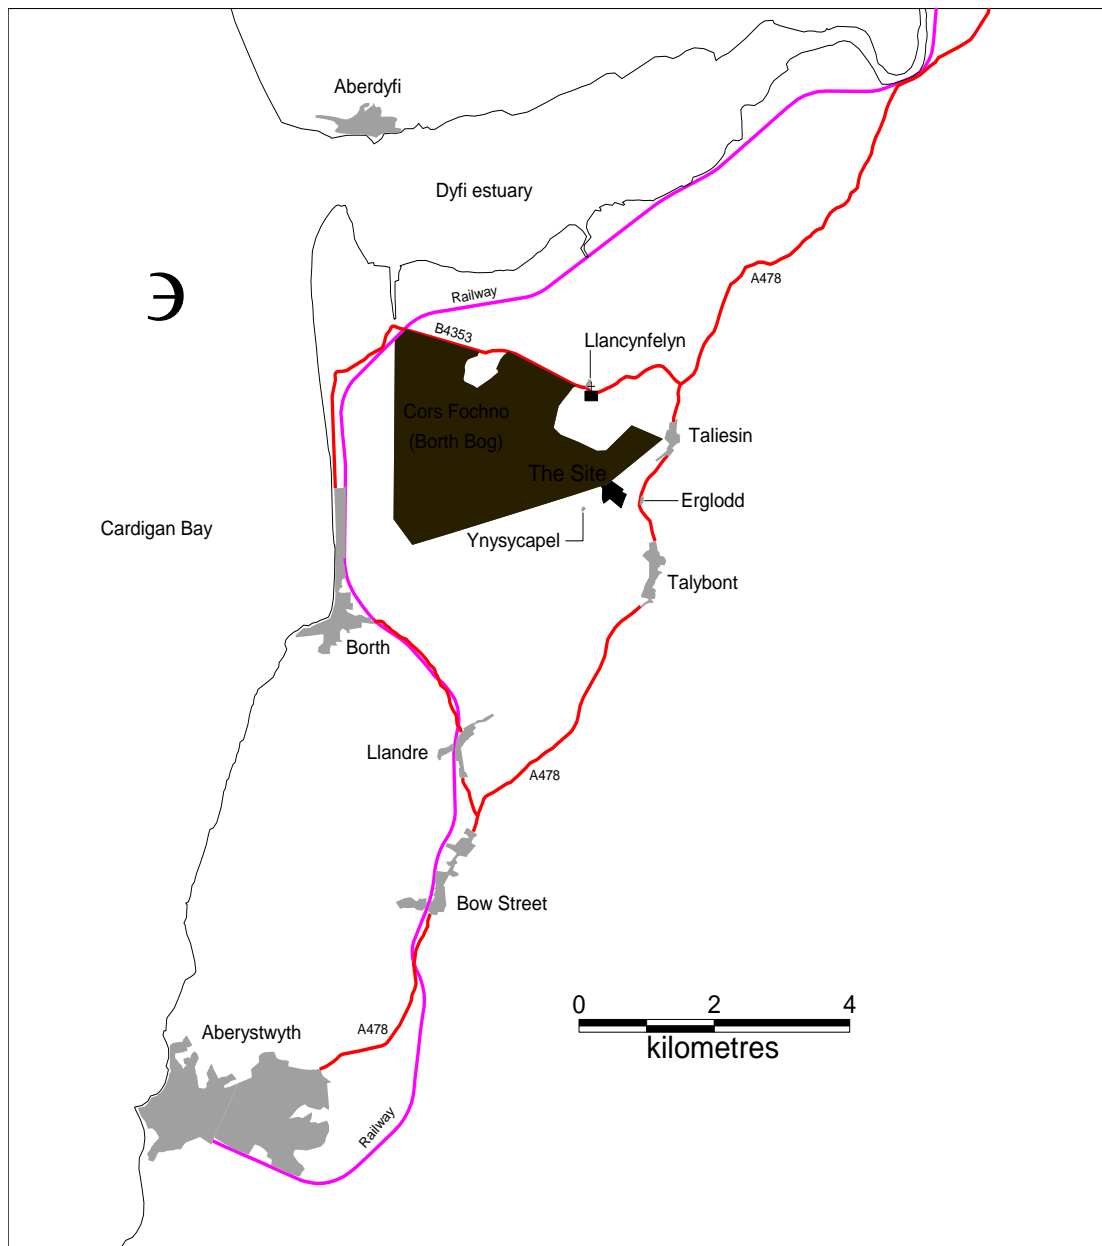 Aberdyfi
Dyfi estuary
A478
Railway
B4353
Llancynfelyn
Cors Fochno
(Borth Bog)
Taliesin
The Site
Erglodd
Cardigan Bay
Ynysycapel
Talybont
Borth
Llandre
A478
Bow Street
0 2 4
kilometres
Aberystwyth
A478
Railway